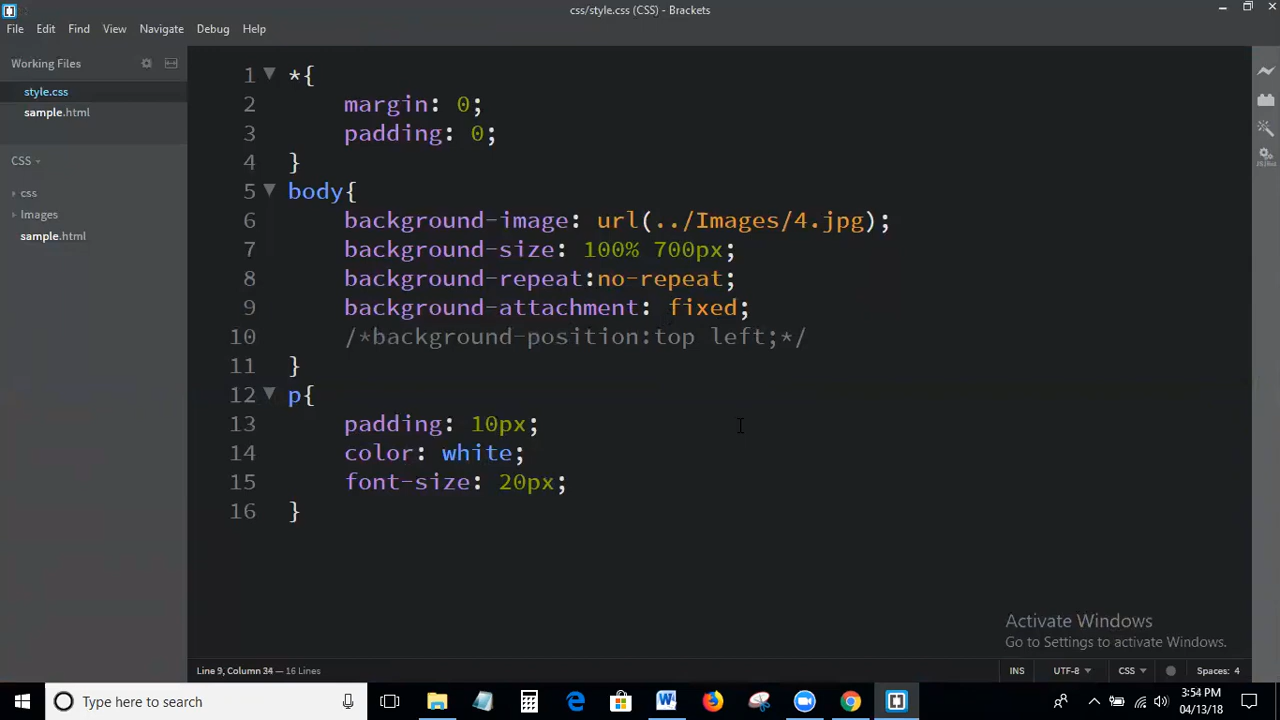 css/style.css (CSS) - Brackets
File Edit Find View Navigate Debug Help
Working Files
style.css
sample.html
CSS
css
Images
sample.html
1 *{
2 margin: 0;
3 padding: 0;
4 }
5 body{
6 background-image: url(../Images/4.jpg);
7 background-size: 100% 700px;
8 background-repeat:no-repeat;
9 background-attachment: fixed;
10 /*background-position:top left;*/
11 }
12 p{
13 padding: 10px;
14 color: white;
15 font-size: 20px;
16 }
Activate Windows
Go to Settings to activate Windows.
Line 9, Column 34 — 16 Lines
INS UTF-8 CSS Spaces: 4
Type here to search
3:54 PM
04/13/18